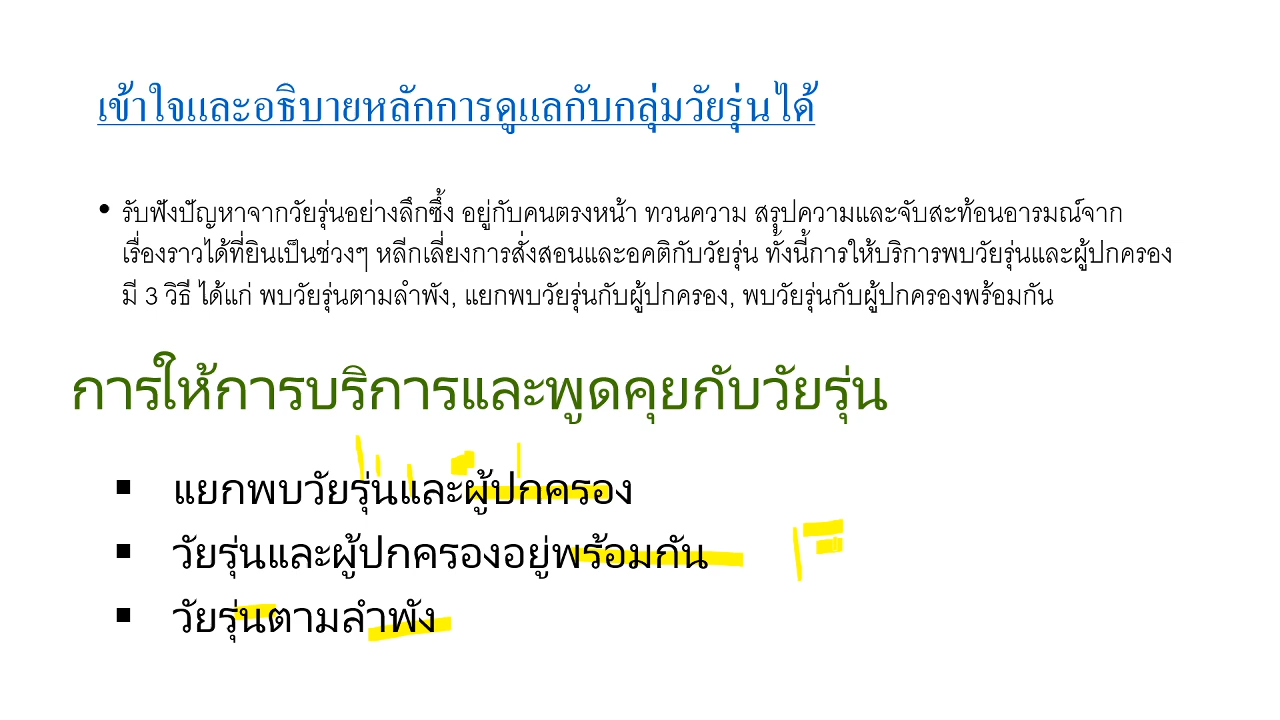 เข้าใจและอธิบายหลักการดูแลกับกลุ่มวัยรุ่นได้
• รับฟังปัญหาจากวัยรุ่นอย่างลึกซึ้ง อยู่กับคนตรงหน้า ทวนความ สรุปความและจับสะท้อนอารมณ์จาก
เรื่องราวได้ที่ยินเป็นช่วงๆ หลีกเลี่ยงการสั่งสอนและอคติกับวัยรุ่น ทั้งนี้การให้บริการพบวัยรุ่นและผู้ปกครอง
มี 3 วิธี ได้แก่ พบวัยรุ่นตามลำพัง, แยกพบวัยรุ่นกับผู้ปกครอง, พบวัยรุ่นกับผู้ปกครองพร้อมกัน
การให้การบริการและพูดคุยกับวัยรุ่น
▪ แยกพบวัยรุ่นและผู้ปกครอง
▪ วัยรุ่นและผู้ปกครองอยู่พร้อมกัน
▪ วัยรุ่นตามลำพัง